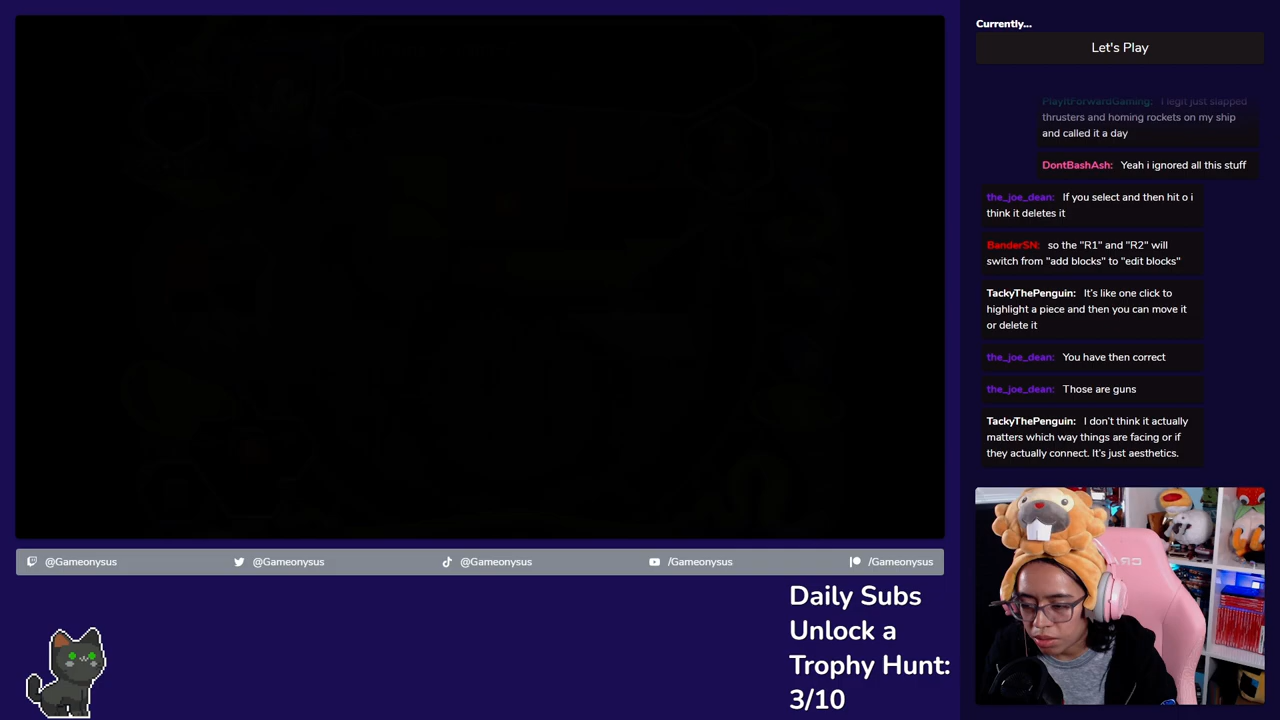 Currently...
Let's Play
PlayItForwardGaming: I legit just slapped
thrusters and homing rockets on my ship
and called it a day
DontBashAsh: Yeah i ignored all this stuff
the_joe_dean: If you select and then hit o i
think it deletes it
BanderSN: so the "R1" and "R2" will
switch from "add blocks" to "edit blocks"
TackyThePenguin: It's like one click to
highlight a piece and then you can move it
or delete it
the_joe_dean: You have then correct
the_joe_dean: Those are guns
TackyThePenguin: I don't think it actually
matters which way things are facing or if
they actually connect. It's just aesthetics.
@Gameonysus @Gameonysus @Gameonysus /Gameonysus /Gameonysus
Daily Subs
Unlock a
Trophy Hunt:
3/10